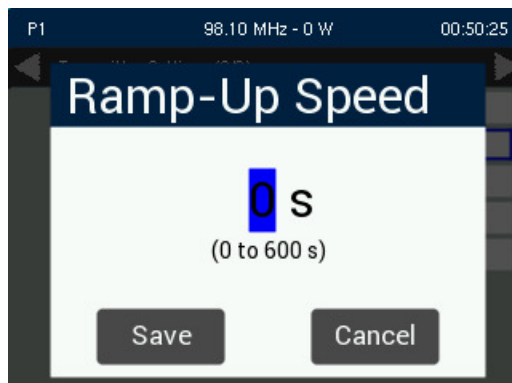 P1 98.10 MHz - 0 W 00:50:25
Ramp-Up Speed
0 s
(0 to 600 s)
Save Cancel